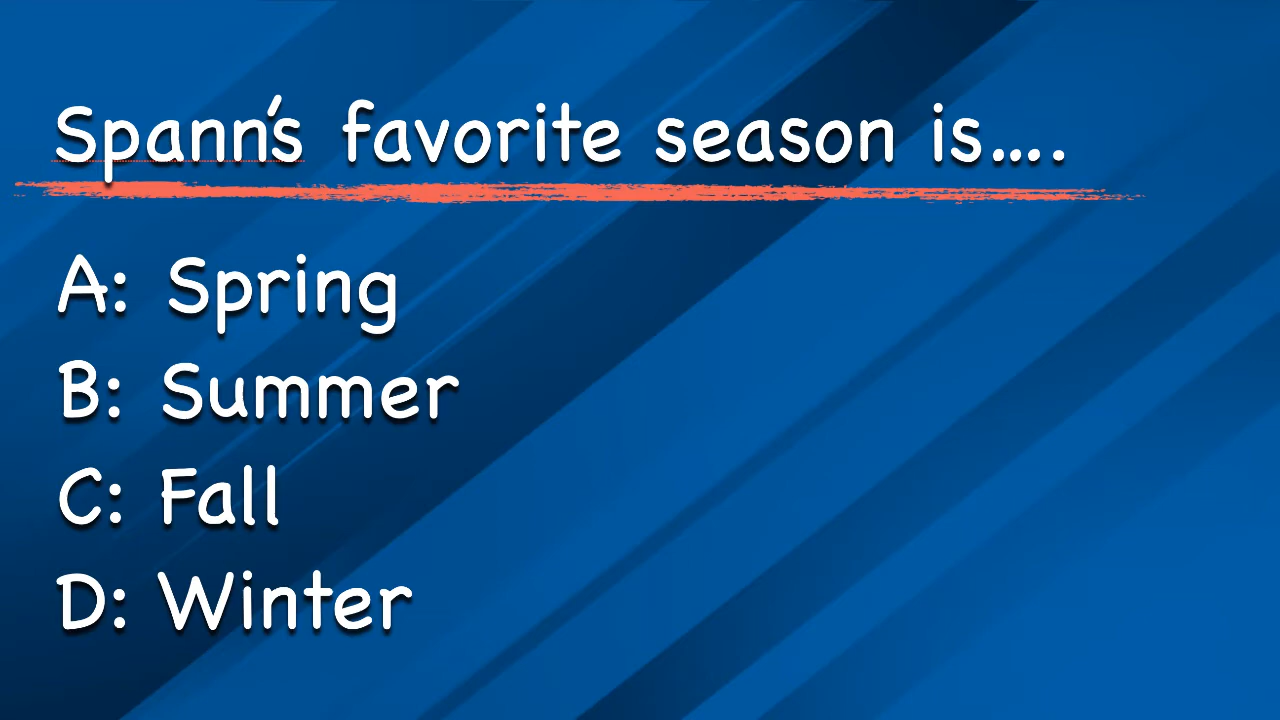 Spann's favorite season is....
A: Spring
B: Summer
C: Fall
D: Winter